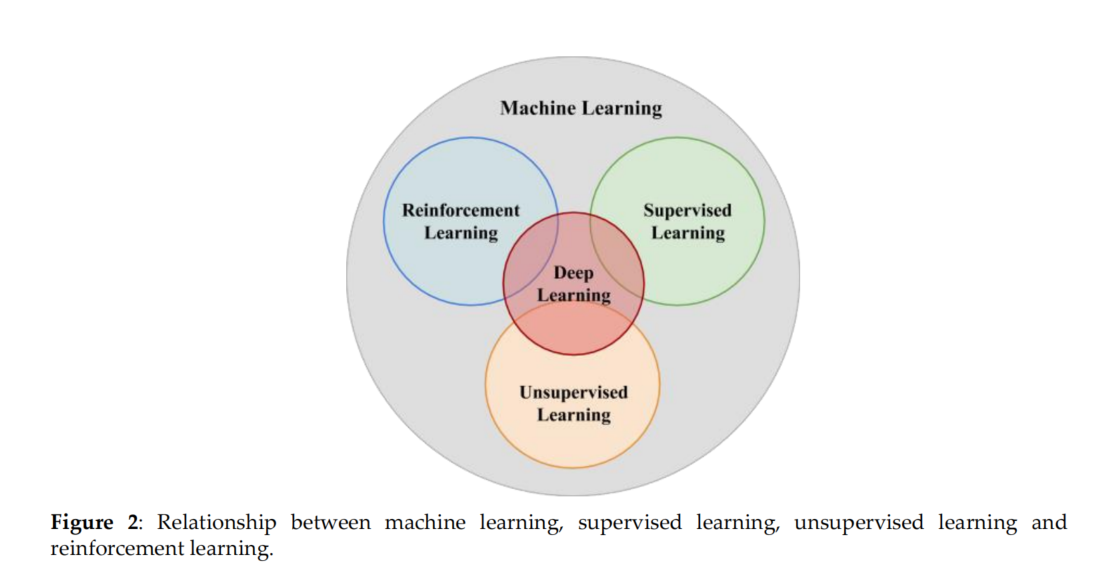 Machine Learning
Reinforcement
Learning
Supervised
Learning
Deep
Learning
Unsupervised
Learning
Figure 2: Relationship between machine learning, supervised learning, unsupervised learning and
reinforcement learning.